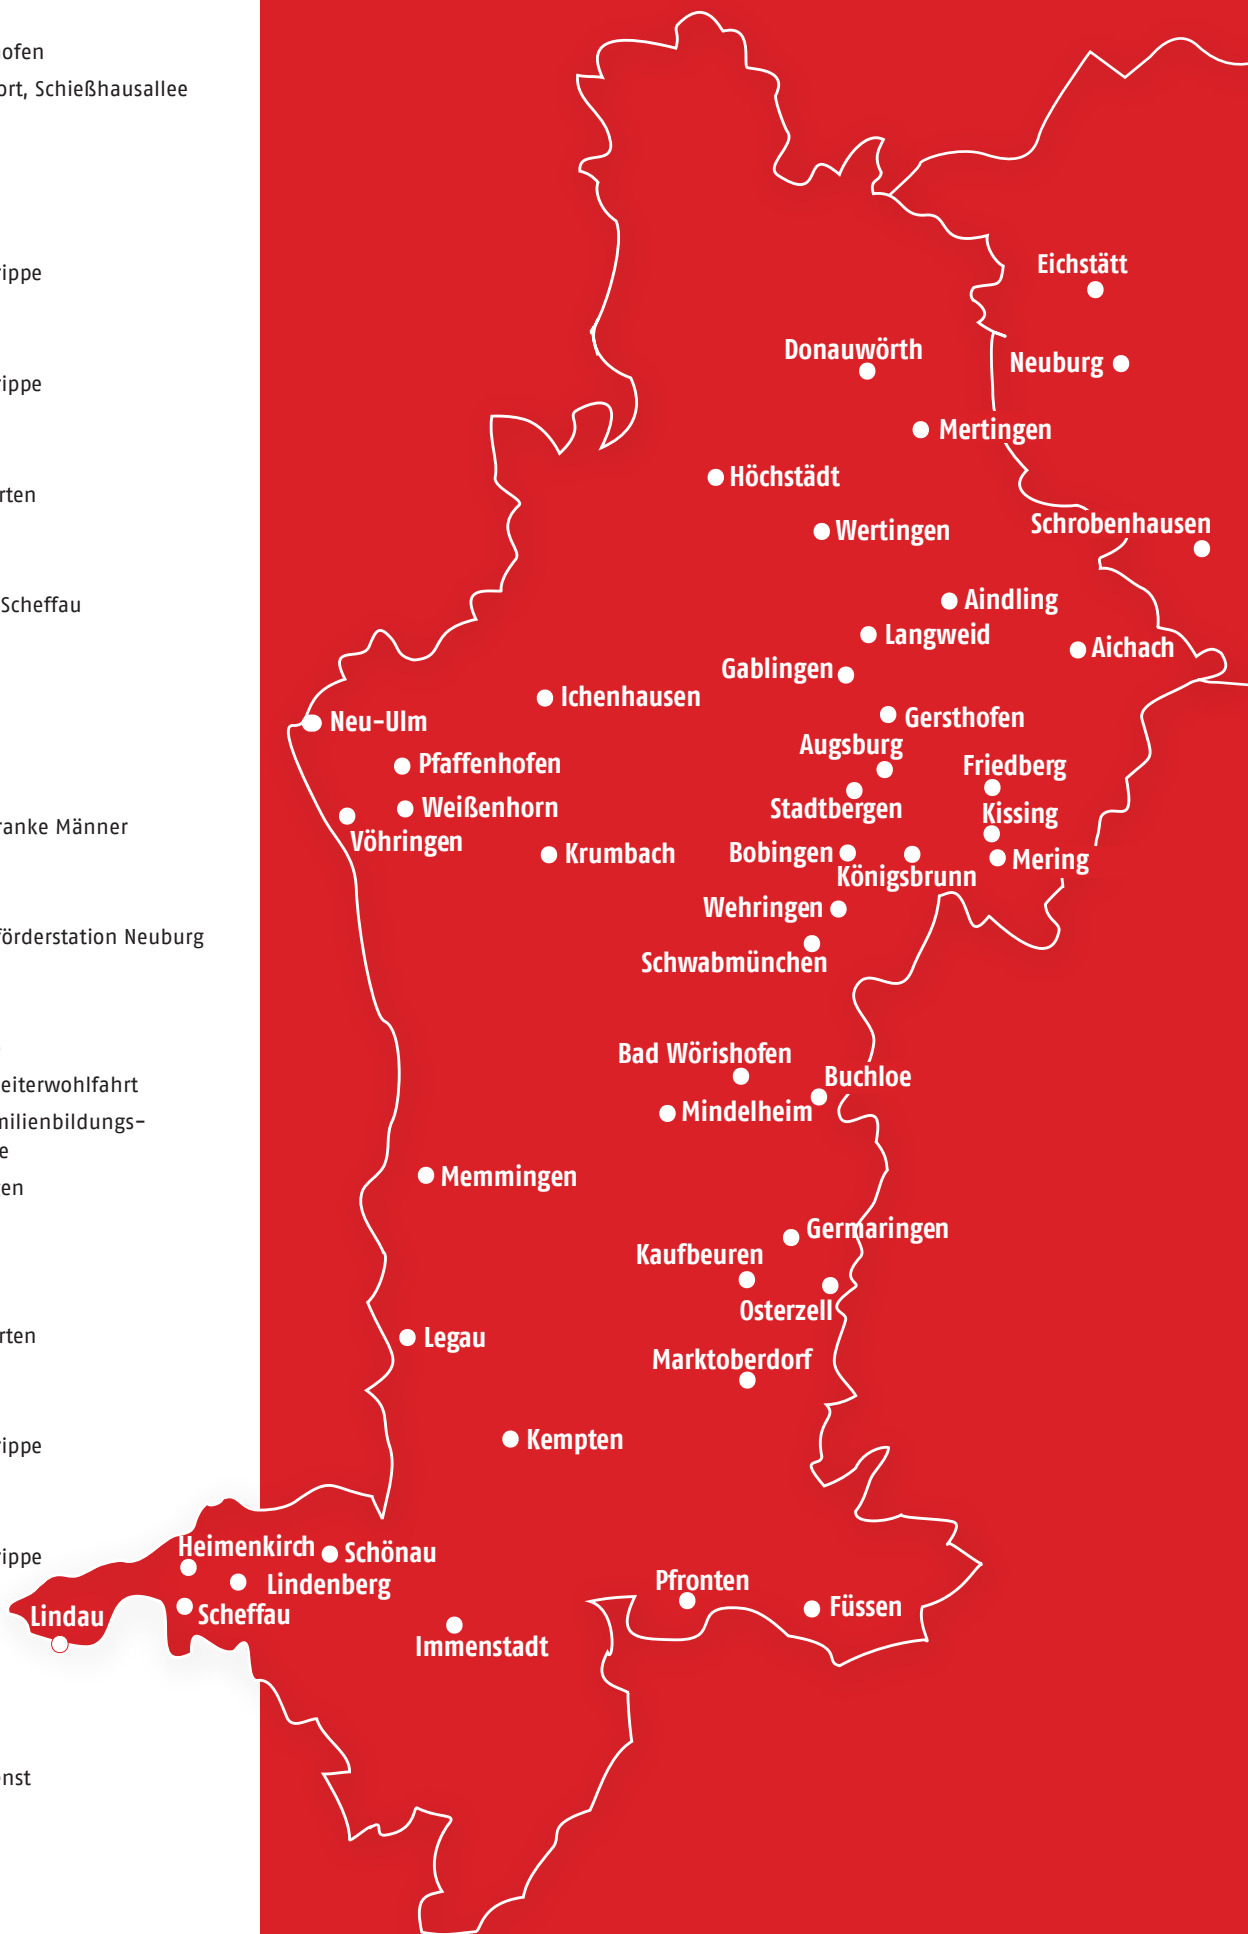 ofen
ort, Schießhausallee
ippe
ippe
rten
Scheffau
ranke Männer
förderstation Neuburg
eiterwohlfahrt
milienbildungs-
e
en
rten
ippe
ippe
nst
Eichstätt
Donauwörth
Neuburg
Mertingen
Höchstädt
Schrobenhausen
Wertingen
Aindling
Langweid
Aichach
Gablingen
Ichenhausen
Gersthofen
Neu-Ulm
Augsburg
Pfaffenhofen
Friedberg
Weißenhorn
Stadtbergen
Kissing
Vöhringen
Krumbach
Bobingen
Mering
Königsbrunn
Wehringen
Schwabmünchen
Bad Wörishofen
Buchloe
Mindelheim
Memmingen
Germaringen
Kaufbeuren
Osterzell
Legau
Marktoberdorf
Kempten
Heimenkirch
Schönau
Lindenberg
Pfronten
Füssen
Lindau
Scheffau
Immenstadt